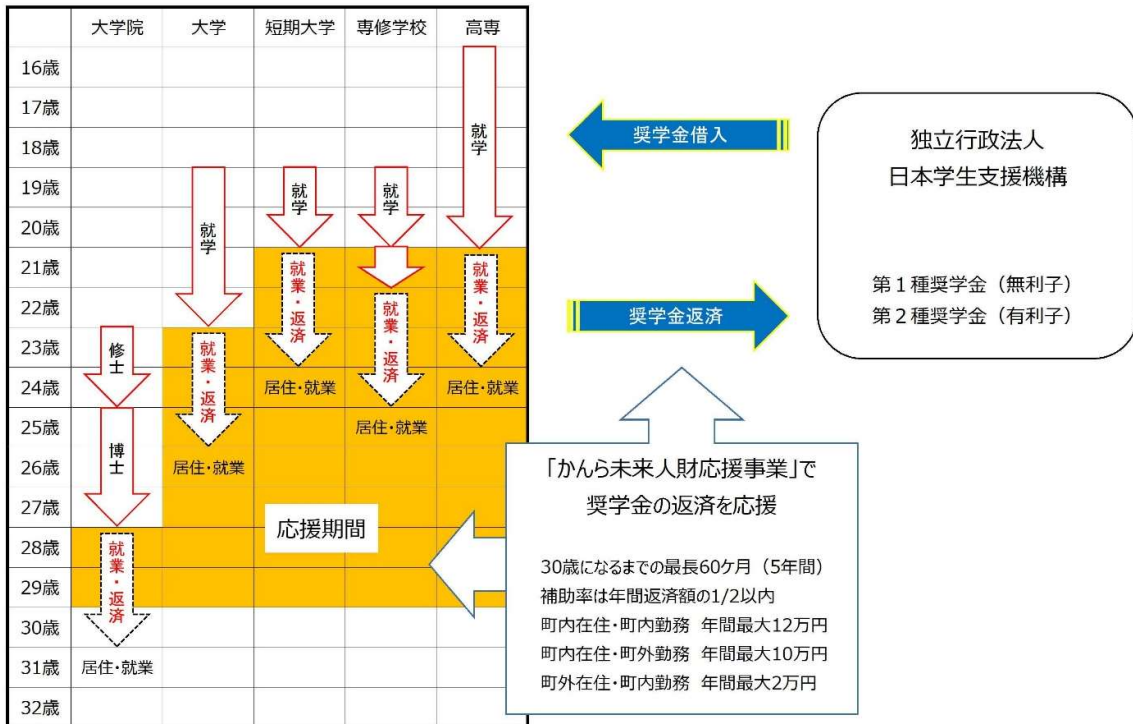 大学院 大学 短期大学 専修学校 高専
16歳
17歳
18歳
19歳
20歳
21歳
22歳
23歳
24歳
25歳
26歳
27歳
28歳
29歳
30歳
31歳
32歳
修士
博士
就業・返済
居住・就業
就学
就業・返済
居住・就業
就学
就業・返済
居住・就業
就学
就業・返済
居住・就業
就学
就業・返済
居住・就業
応援期間
奨学金借入
奨学金返済
独立行政法人
日本学生支援機構
第1種奨学金（無利子）
第2種奨学金（有利子）
「かんら未来人財応援事業」で
奨学金の返済を応援
30歳になるまでの最長60ケ月（5年間）
補助率は年間返済額の1/2以内
町内在住・町内勤務 年間最大12万円
町内在住・町外勤務 年間最大10万円
町外在住・町内勤務 年間最大2万円